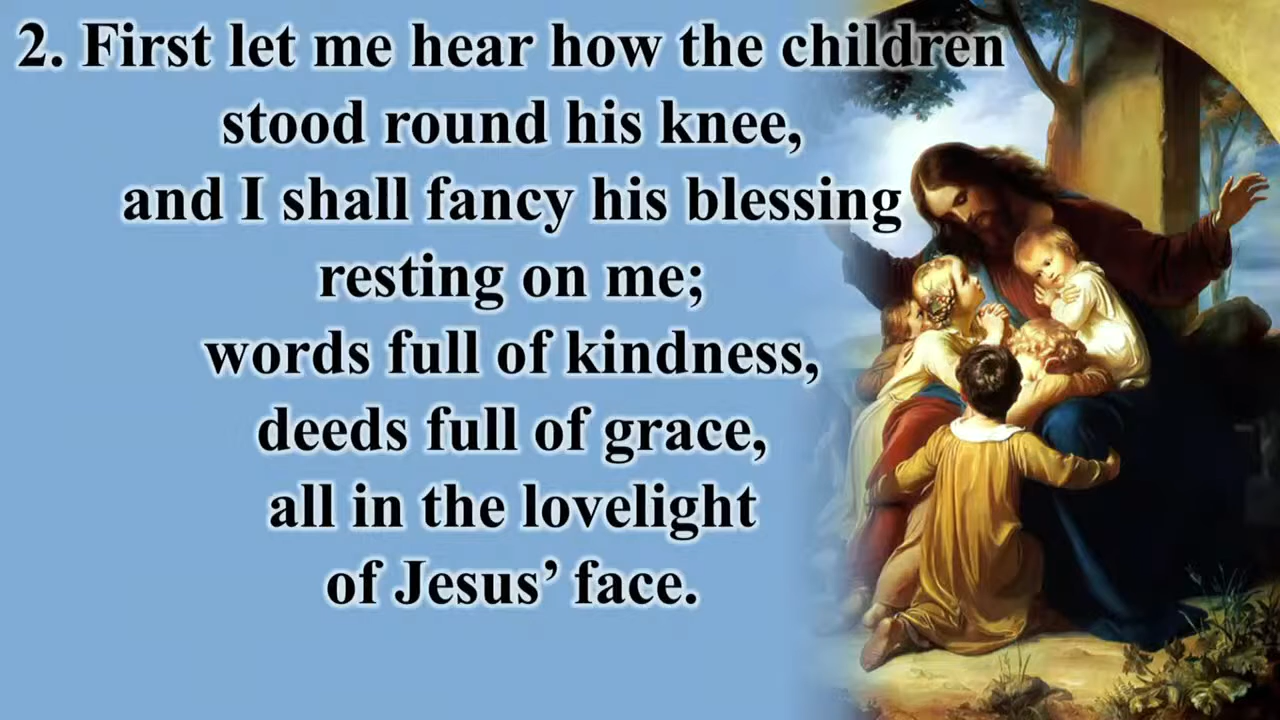 2. First let me hear how the children
stood round his knee,
and I shall fancy his blessing
resting on me;
words full of kindness,
deeds full of grace,
all in the lovelight
of Jesus’ face.